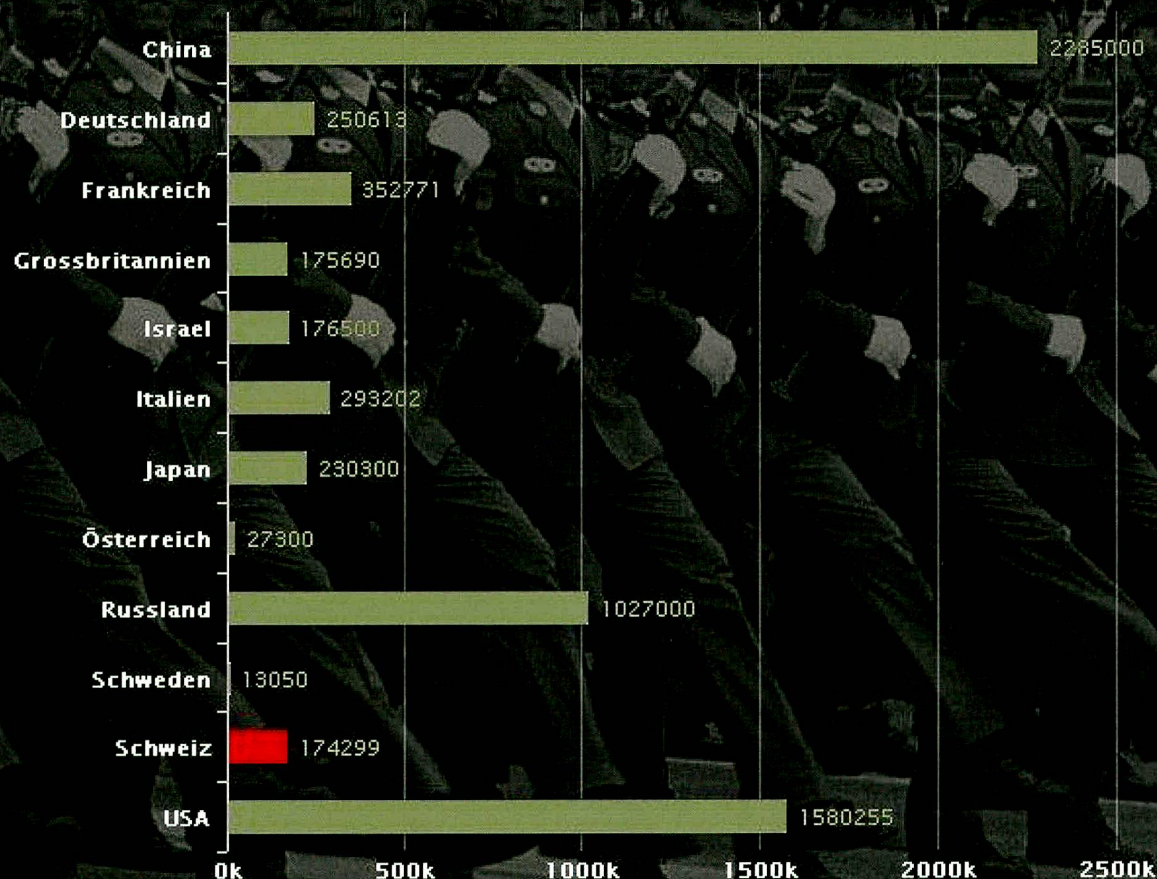 China 2285000
Deutschland 250613
Frankreich 352771
Grossbritannien 175690
Israel 176500
Italien 293202
Japan 230300
Österreich 27300
Russland 1027000
Schweden 13050
Schweiz 174299
USA 1580255
0k 500k 1000k 1500k 2000k 2500k